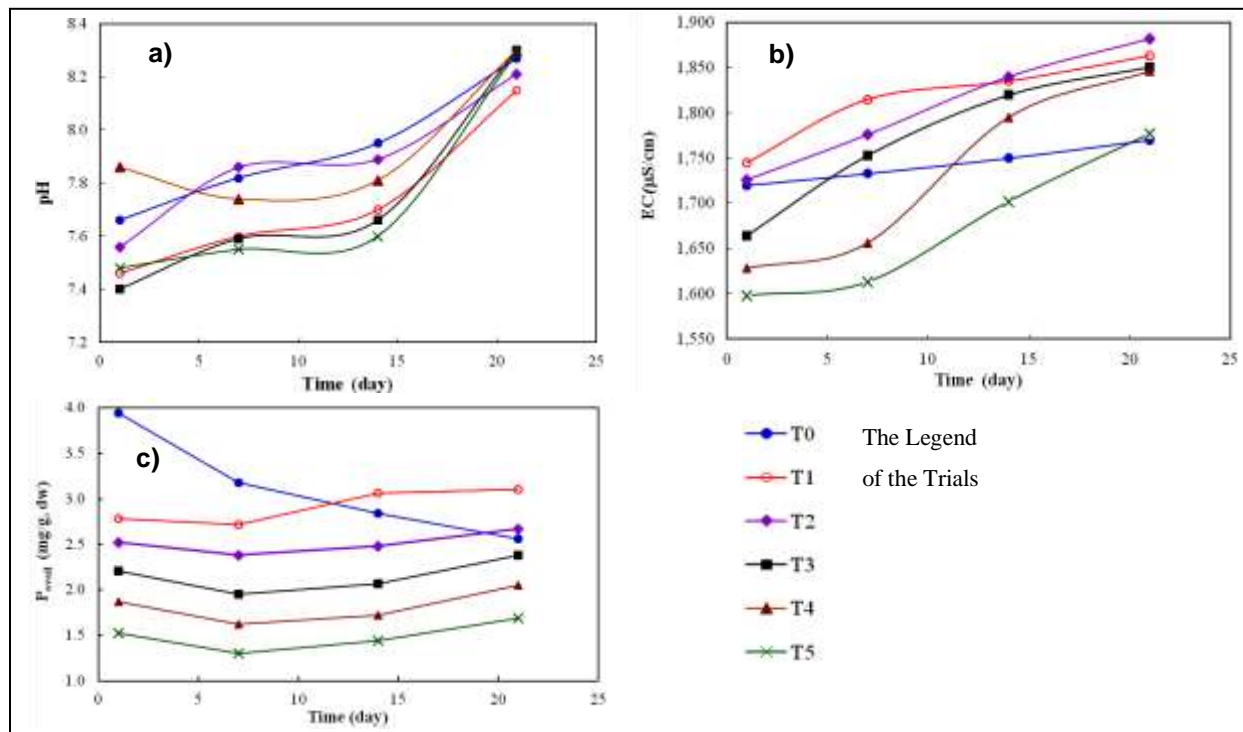 a)
8.4
8.2
8.0
7.8
7.6
7.4
7.2
pH
0 5 10 15 20 25
Time (day)
b)
1,900
1,850
1,800
1,750
1,700
1,650
1,600
1,550
EC(µS/cm)
0 5 10 15 20 25
Time (day)
c)
4.0
3.5
3.0
2.5
2.0
1.5
1.0
P_avail (mg/g, dw)
0 5 10 15 20 25
Time (day)
T0
T1
T2
T3
T4
T5
The Legend
of the Trials